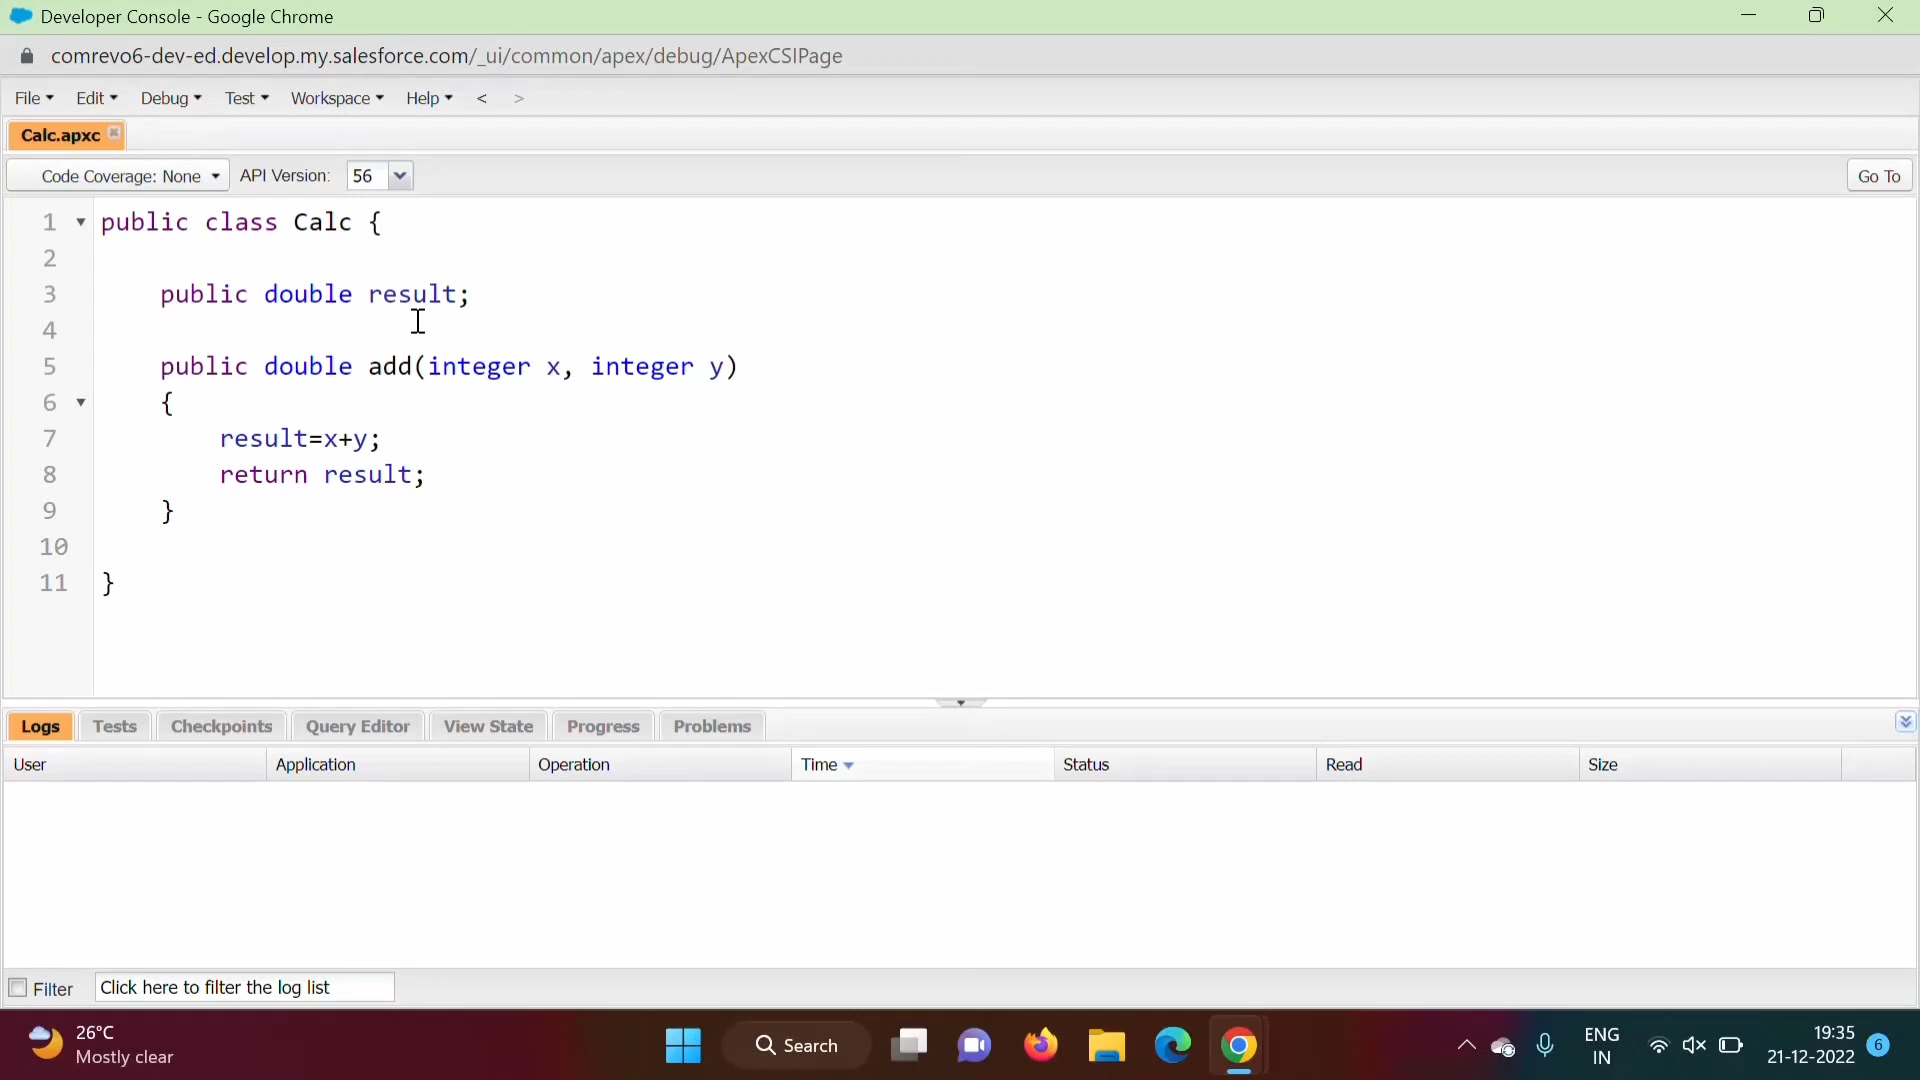 Developer Console - Google Chrome
comrevo6-dev-ed.develop.my.salesforce.com/_ui/common/apex/debug/ApexCSIPage
File Edit Debug Test Workspace Help < >
Calc.apxc
Code Coverage: None API Version: 56 Go To
1 public class Calc {
2
3 public double result;
4
5 public double add(integer x, integer y)
6 {
7 result=x+y;
8 return result;
9 }
10
11 }
Logs Tests Checkpoints Query Editor View State Progress Problems
User Application Operation Time Status Read Size
Filter Click here to filter the log list
26°C
Mostly clear
Search
ENG
IN
19:35
21-12-2022
6